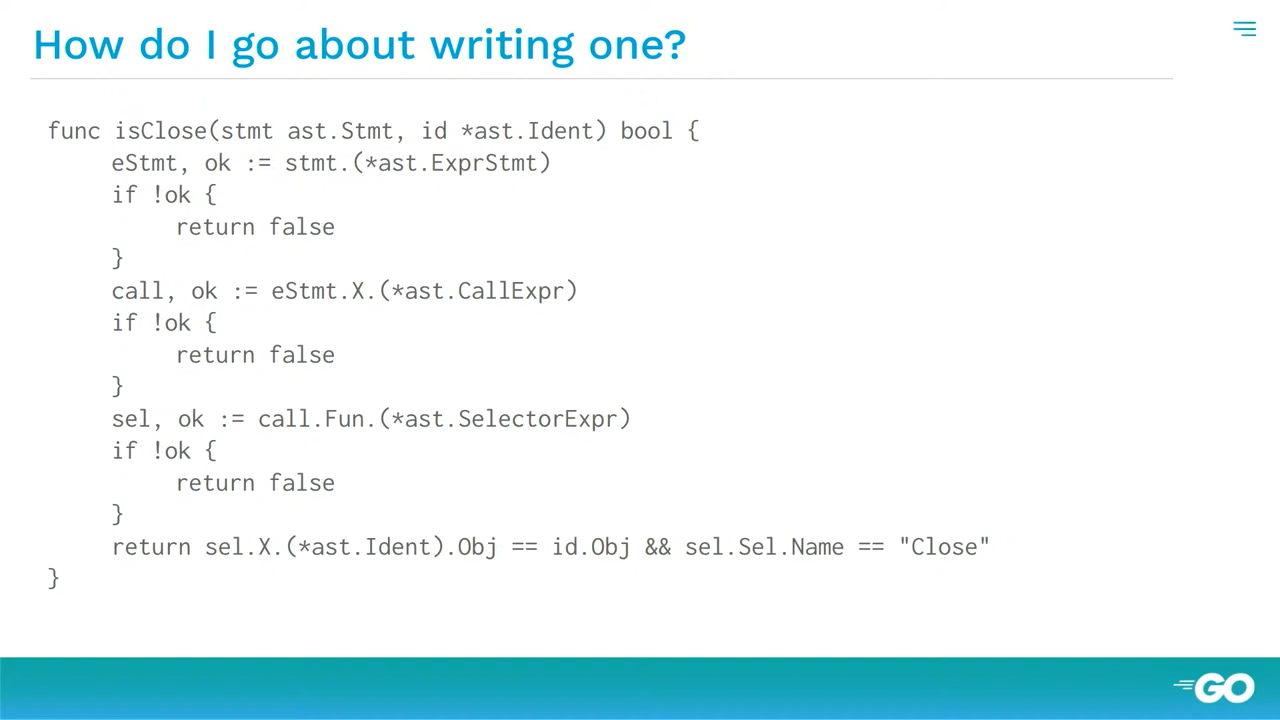 How do I go about writing one?
func isClose(stmt ast.Stmt, id *ast.Ident) bool {
eStmt, ok := stmt.(*ast.ExprStmt)
if !ok {
return false
}
call, ok := eStmt.X.(*ast.CallExpr)
if !ok {
return false
}
sel, ok := call.Fun.(*ast.SelectorExpr)
if !ok {
return false
}
return sel.X.(*ast.Ident).Obj == id.Obj && sel.Sel.Name == "Close"
}
GO